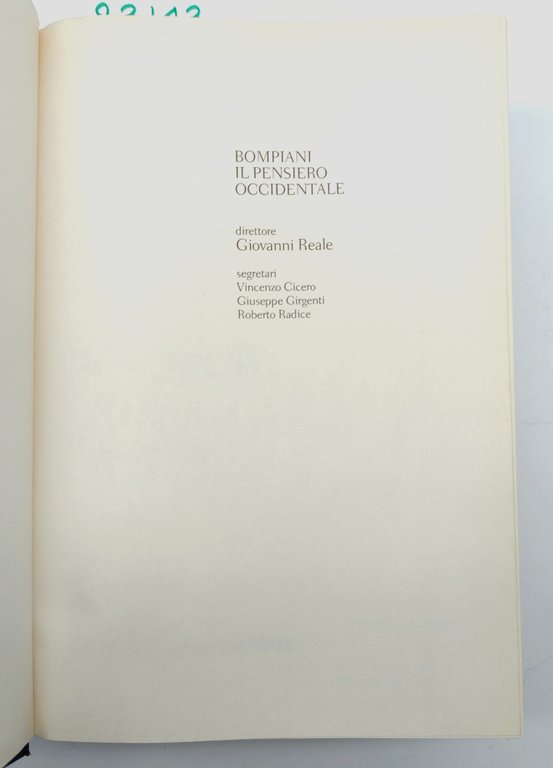 BOMPIANI
IL PENSIERO
OCCIDENTALE
direttore
Giovanni Reale
segretari
Vincenzo Cicero
Giuseppe Girgenti
Roberto Radice